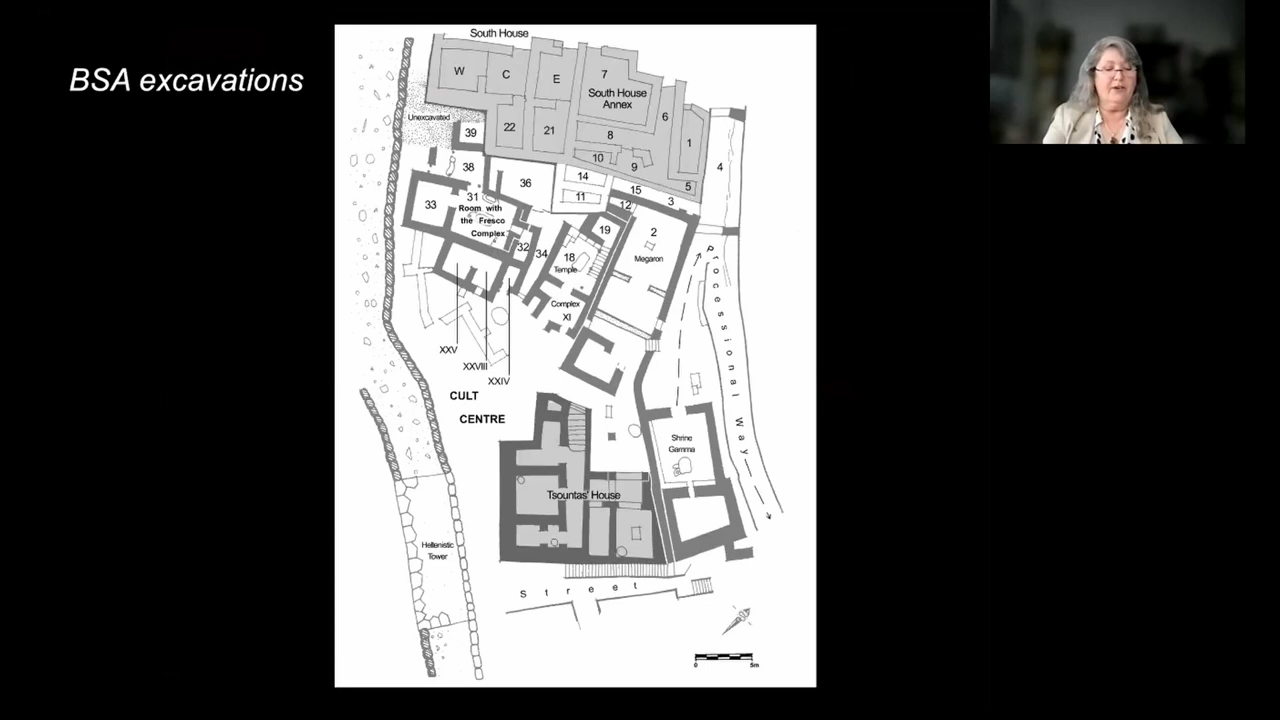 BSA excavations
South House
W
C
E
7
South House
Annex
6
Unexcavated
39
22
21
8
1
10
9
4
38
36
14
5
31
11
15
12
3
33
Room with
the Fresco
Complex
32
34
19
2
Megaron
18
Temple
Complex
XI
Processional Way
XXV
XXVIII
XXIV
CULT
CENTRE
Shrine
Gamma
Tsountas' House
Hellenistic
Tower
Street
0 5m